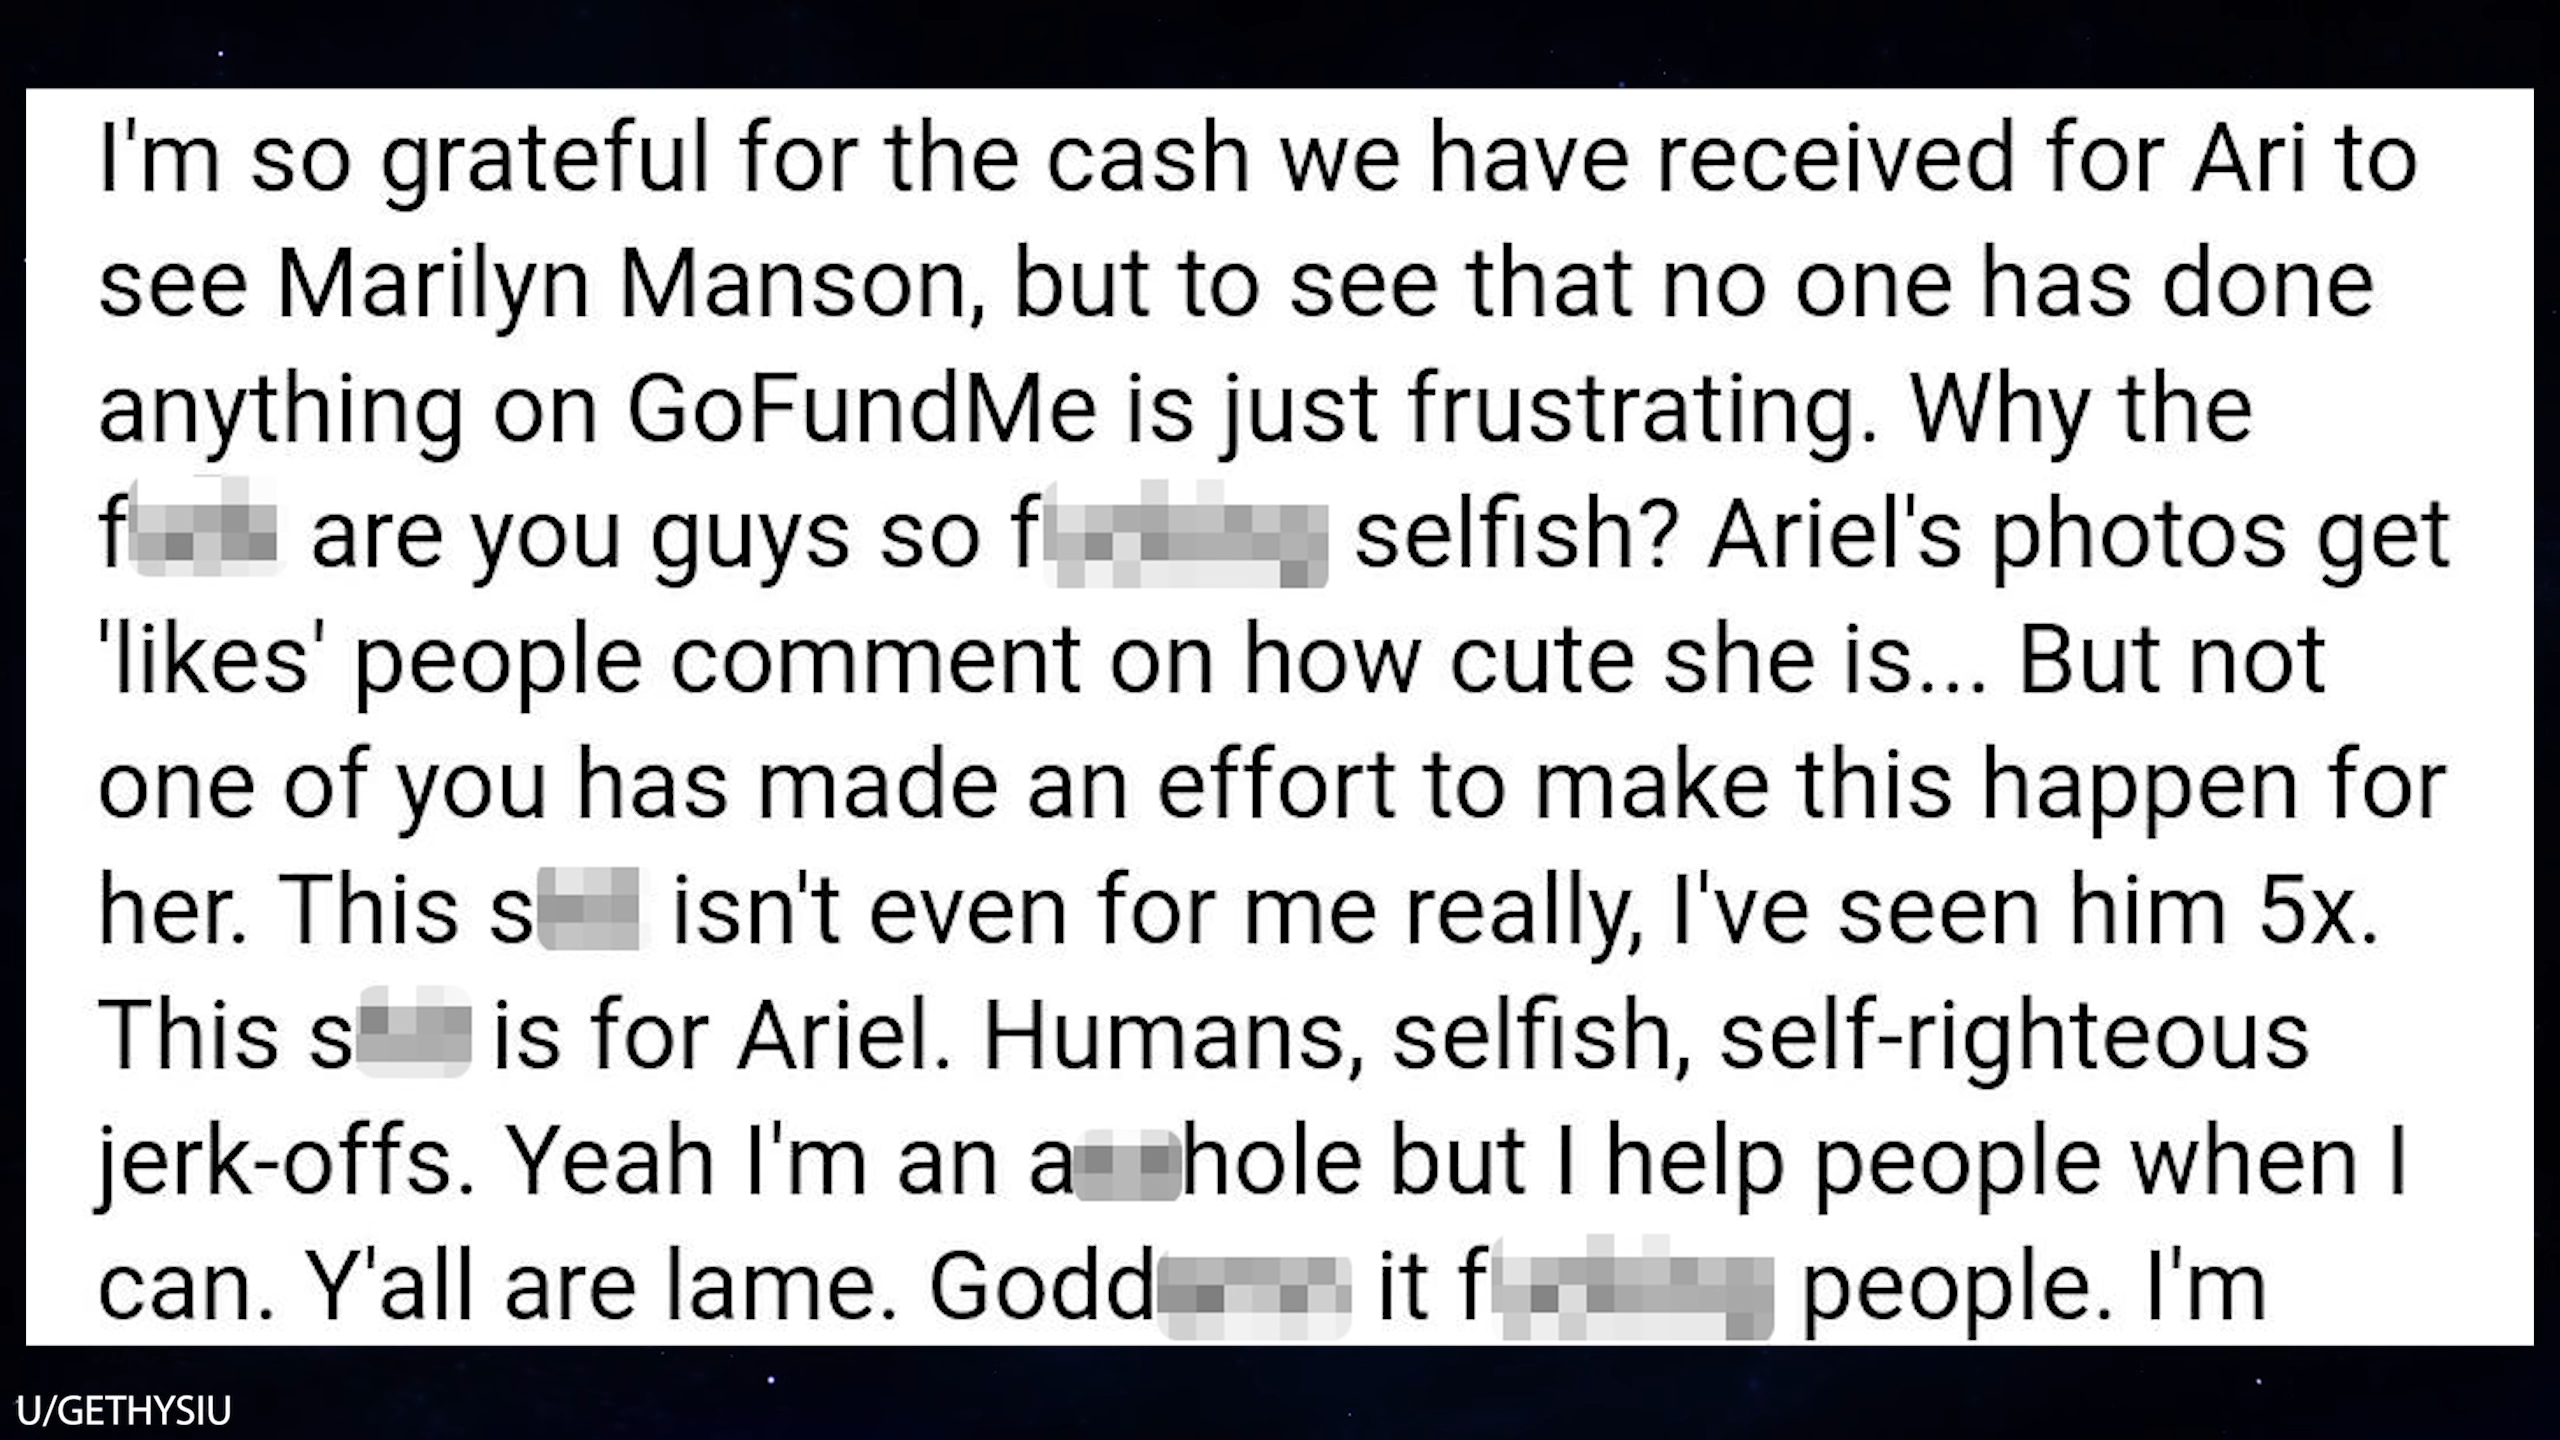 I'm so grateful for the cash we have received for Ari to
see Marilyn Manson, but to see that no one has done
anything on GoFundMe is just frustrating. Why the
f are you guys so f selfish? Ariel's photos get
'likes' people comment on how cute she is... But not
one of you has made an effort to make this happen for
her. This s isn't even for me really, I've seen him 5x.
This s is for Ariel. Humans, selfish, self-righteous
jerk-offs. Yeah I'm an a hole but I help people when I
can. Y'all are lame. Godd it f people. I'm
U/GETHYSIU